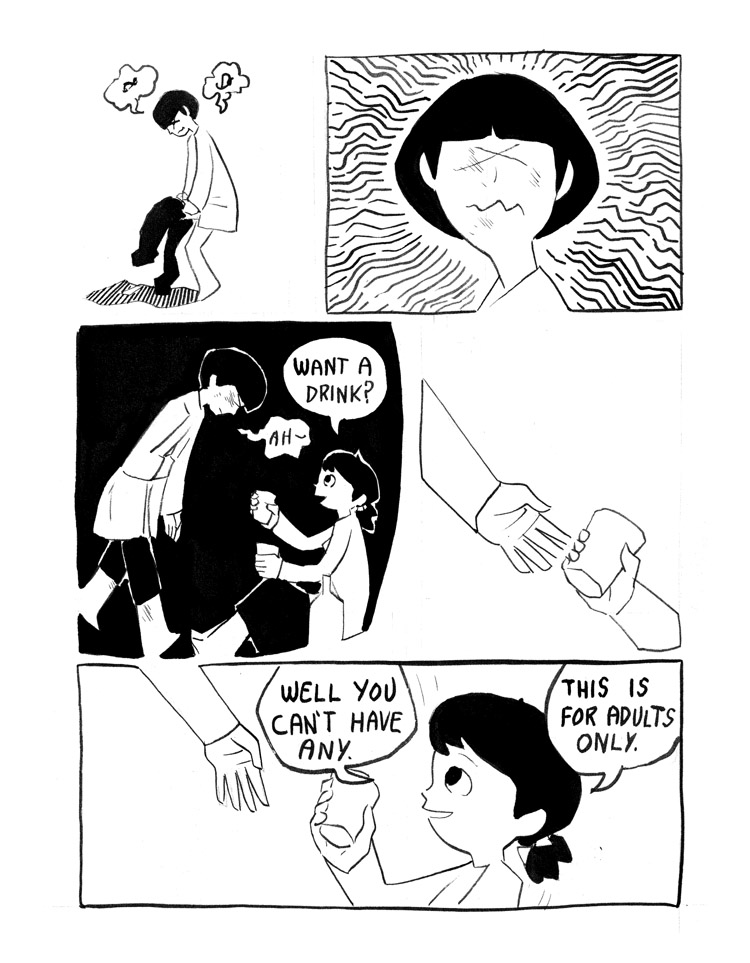 WANT A
DRINK?
AH~
WELL YOU
CAN'T HAVE
ANY.
THIS IS
FOR ADULTS
ONLY.